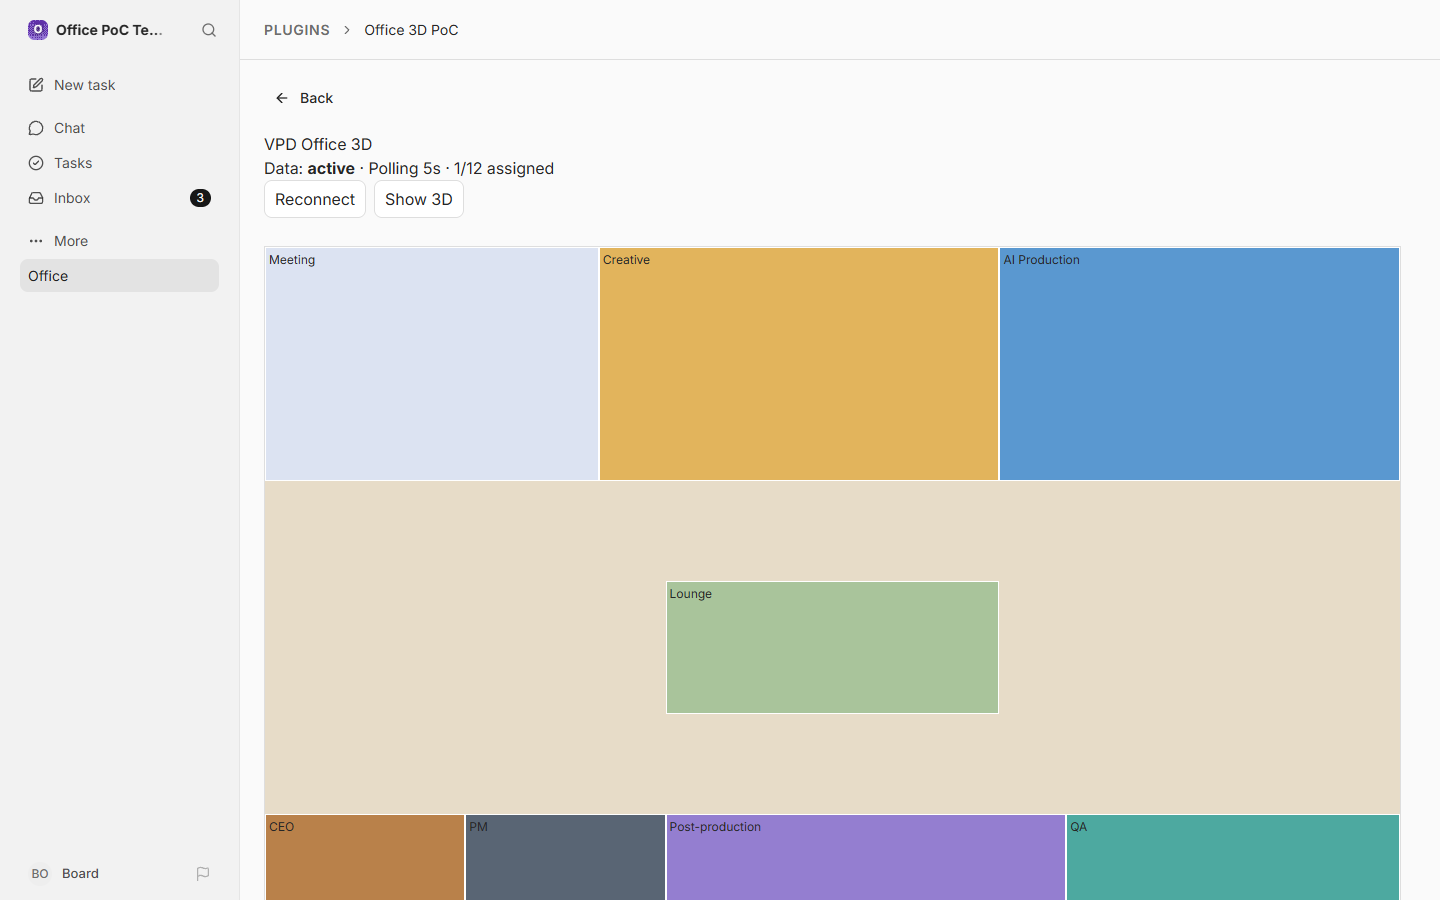 O Office PoC Te...
PLUGINS > Office 3D PoC
New task
Chat
Tasks
Inbox 3
More
Office
BO Board
Back
VPD Office 3D
Data: active · Polling 5s · 1/12 assigned
Reconnect Show 3D
Meeting Creative AI Production
Lounge
CEO PM Post-production QA